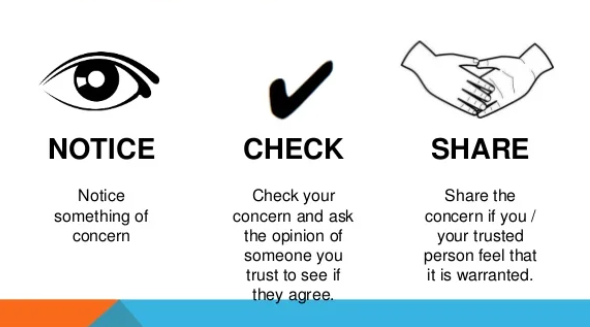 NOTICE
Notice
something of
concern
CHECK
Check your
concern and ask
the opinion of
someone you
trust to see if
they agree.
SHARE
Share the
concern if you /
your trusted
person feel that
it is warranted.